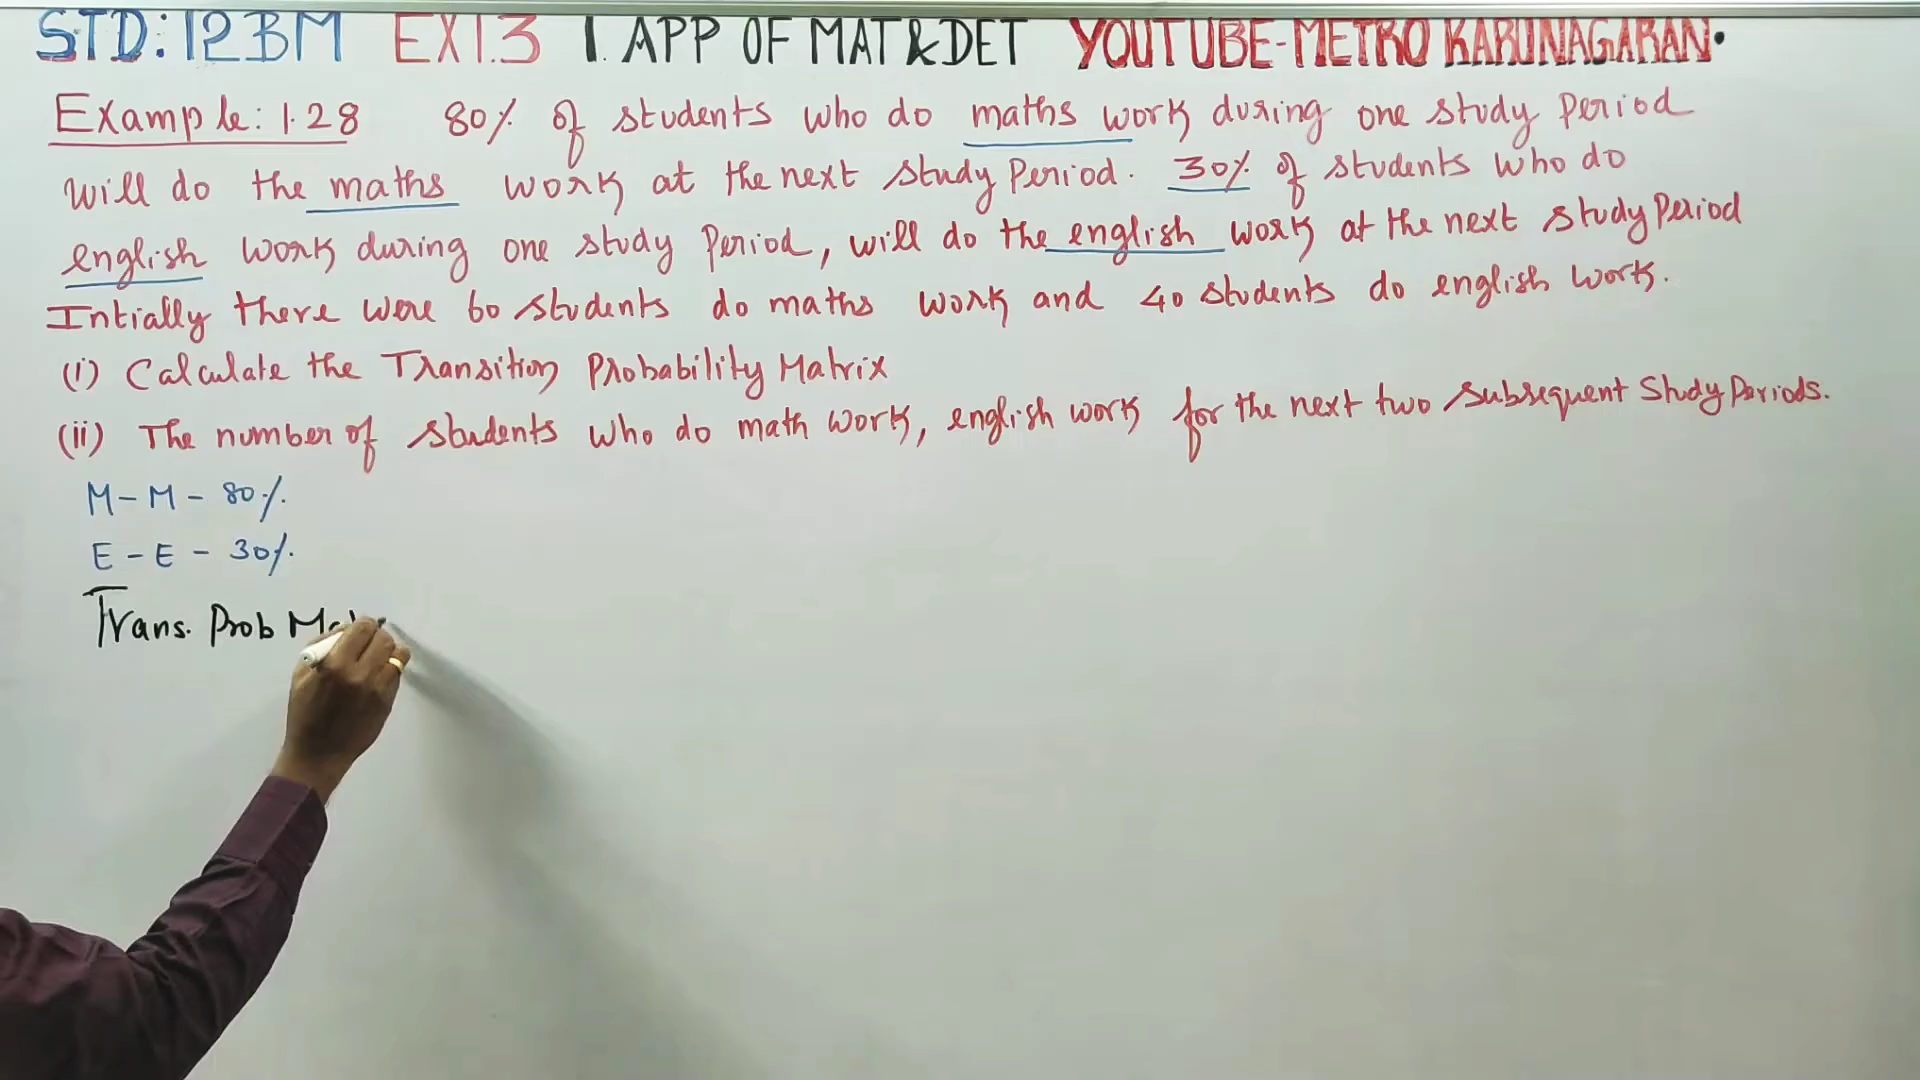 STD: 12BM EX1.3 1. APP OF MAT & DET YOUTUBE-METRO KARUNAGARAN.
Example: 1.28 80% of students who do maths work during one study Period
will do the maths work at the next study Period. 30% of students who do
english work during one study Period, will do the english work at the next study Period
Intially there were 60 students do maths work and 40 students do english work.
(i) Calculate the Transition Probability Matrix
(ii) The number of students who do math work, english work for the next two subsequent Study Periods.
M - M - 80%
E - E - 30%
Trans. Prob